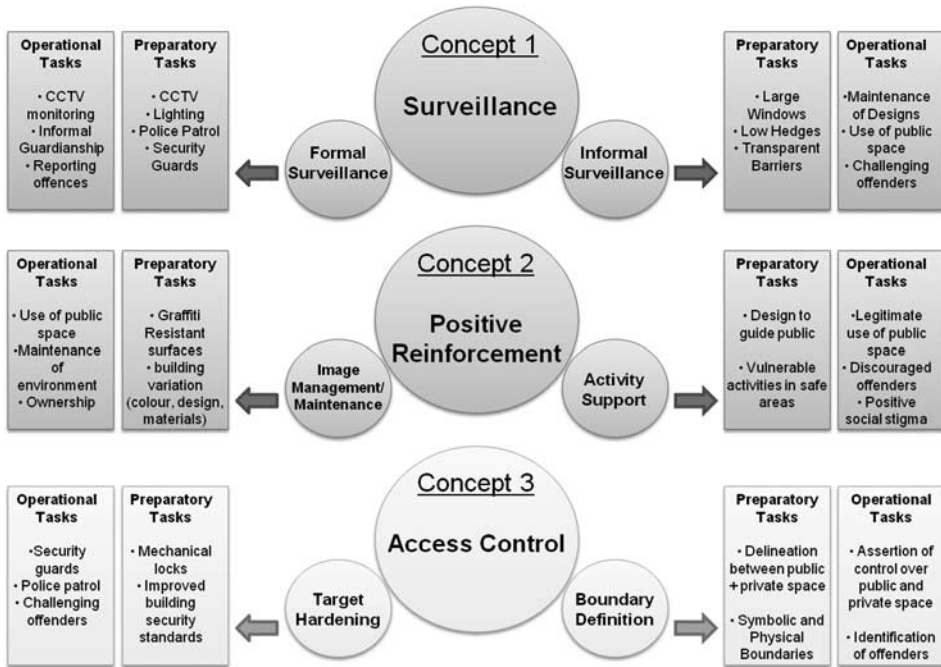 Concept 1
Surveillance
Formal
Surveillance
Informal
Surveillance
Operational
Tasks
• CCTV
monitoring
• Informal
Guardianship
• Reporting
offences
Preparatory
Tasks
• CCTV
• Lighting
• Police Patrol
• Security
Guards
Preparatory
Tasks
• Large
Windows
• Low Hedges
• Transparent
Barriers
Operational
Tasks
•Maintenance
of Designs
• Use of public
space
• Challenging
offenders
Concept 2
Positive
Reinforcement
Image
Management/
Maintenance
Activity
Support
Operational
Tasks
• Use of public
space
•Maintenance
of
environment
• Ownership
Preparatory
Tasks
• Graffiti
Resistant
surfaces
• building
variation
(colour, design,
materials)
Preparatory
Tasks
• Design to
guide public
• Vulnerable
activities in safe
areas
Operational
Tasks
•Legitimate
use of public
space
• Discouraged
offenders
• Positive
social stigma
Concept 3
Access Control
Target
Hardening
Boundary
Definition
Operational
Tasks
•Security
guards
• Police patrol
• Challenging
offenders
Preparatory
Tasks
• Mechanical
locks
• Improved
building
security
standards
Preparatory
Tasks
• Delineation
between public
+ private space
• Symbolic and
Physical
Boundaries
Operational
Tasks
• Assertion of
control over
public and
private space
• Identification
of offenders